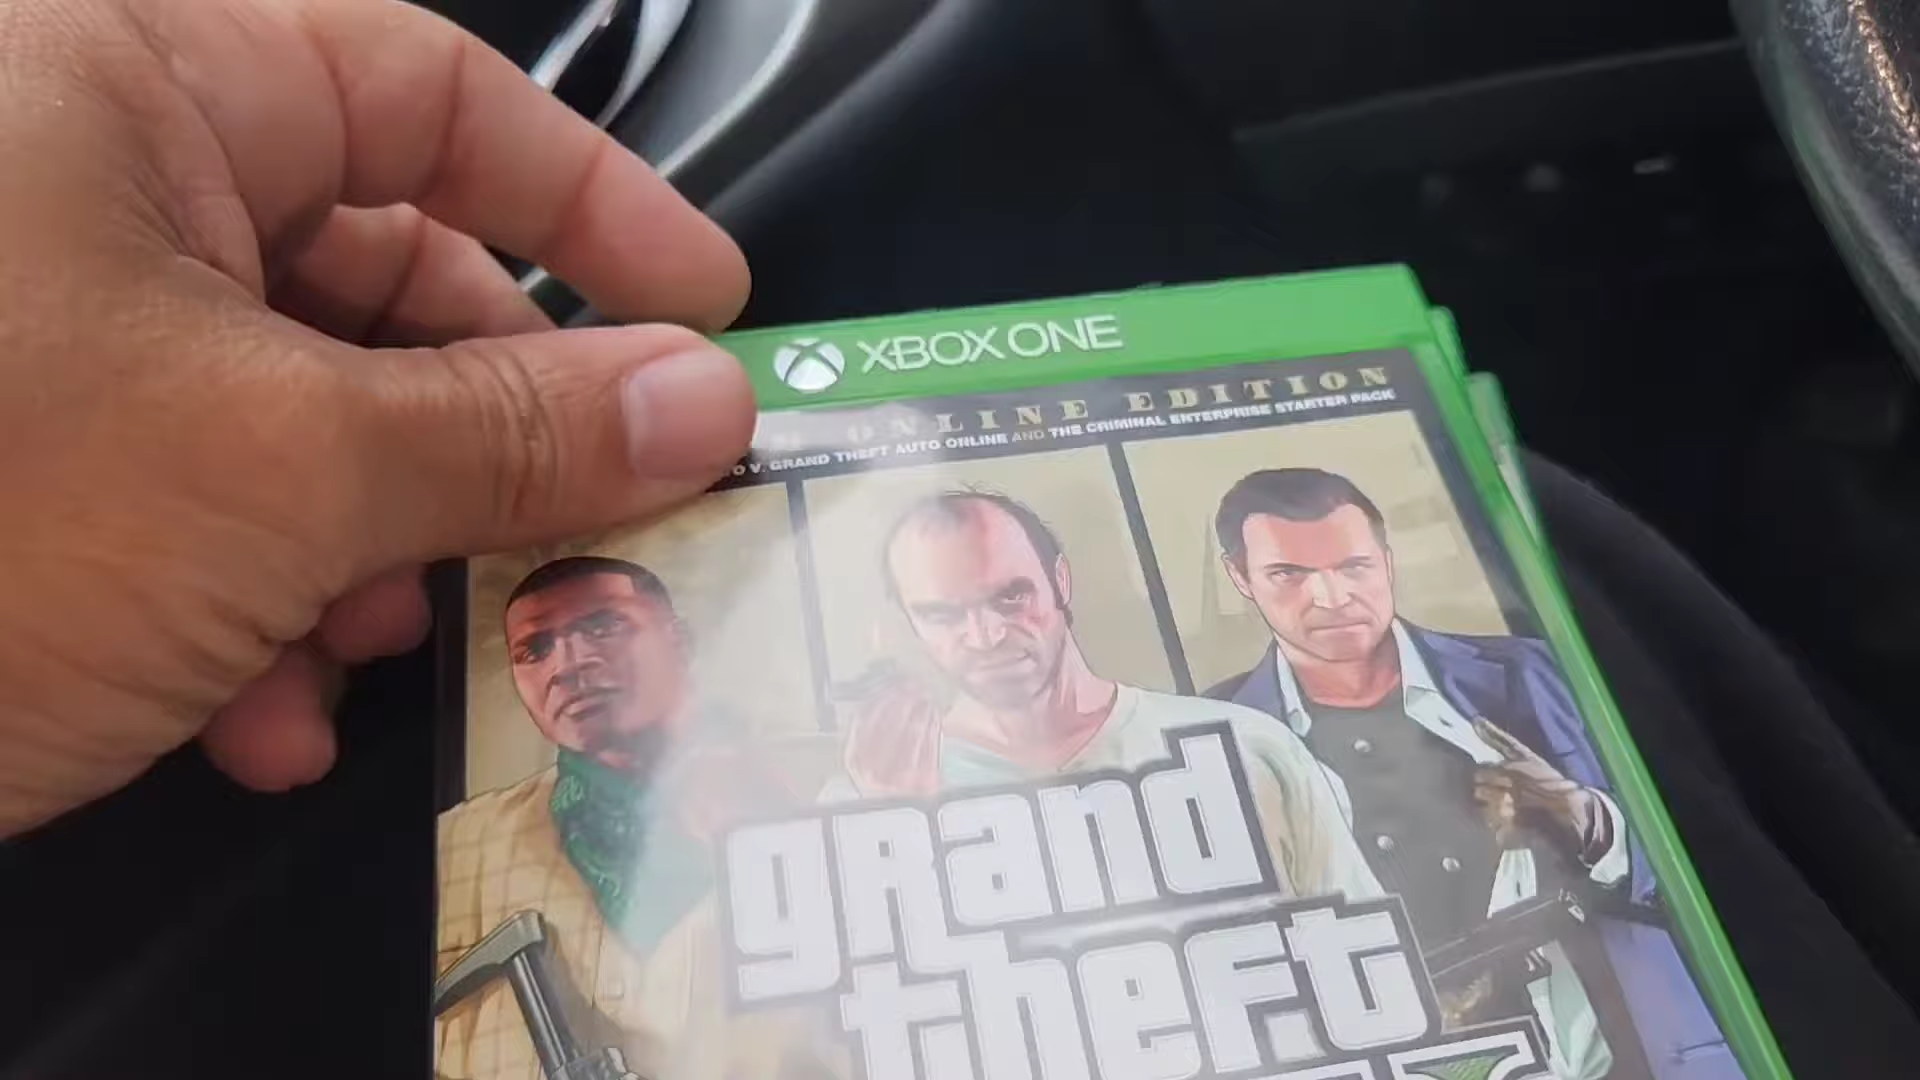 XBOX ONE
ONLINE EDITION
V. GRAND THEFT AUTO ONLINE AND THE CRIMINAL ENTERPRISE STARTER PACK
grand
theft